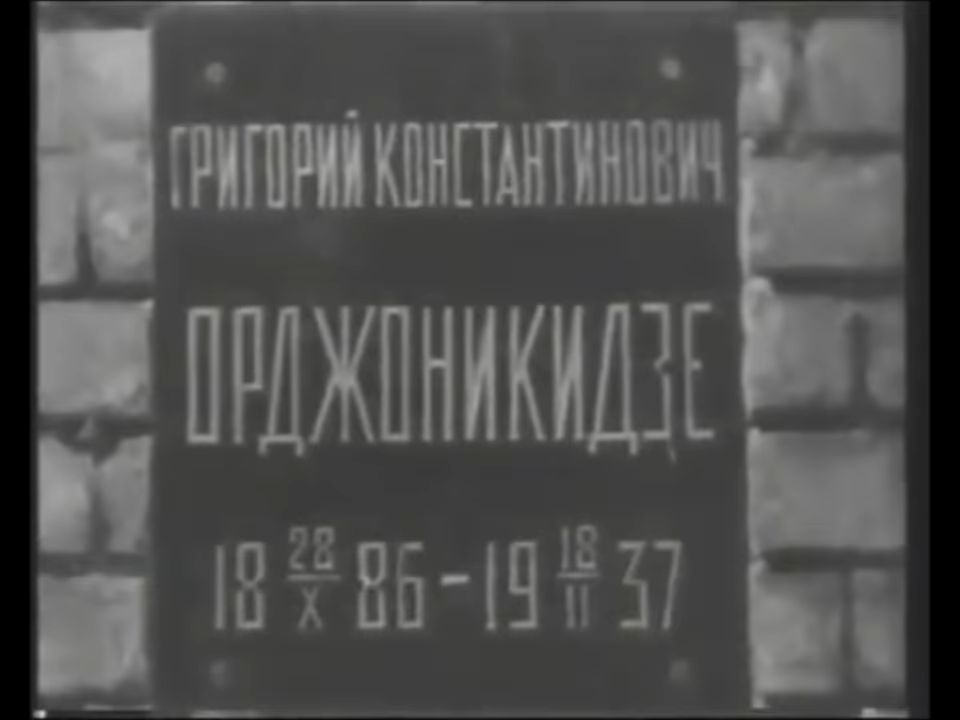 ГРИГОРИЙ КОНСТАНТИНОВИЧ
ОРДЖОНИКИДЗЕ
18 28/X 86 – 19 18/II 37